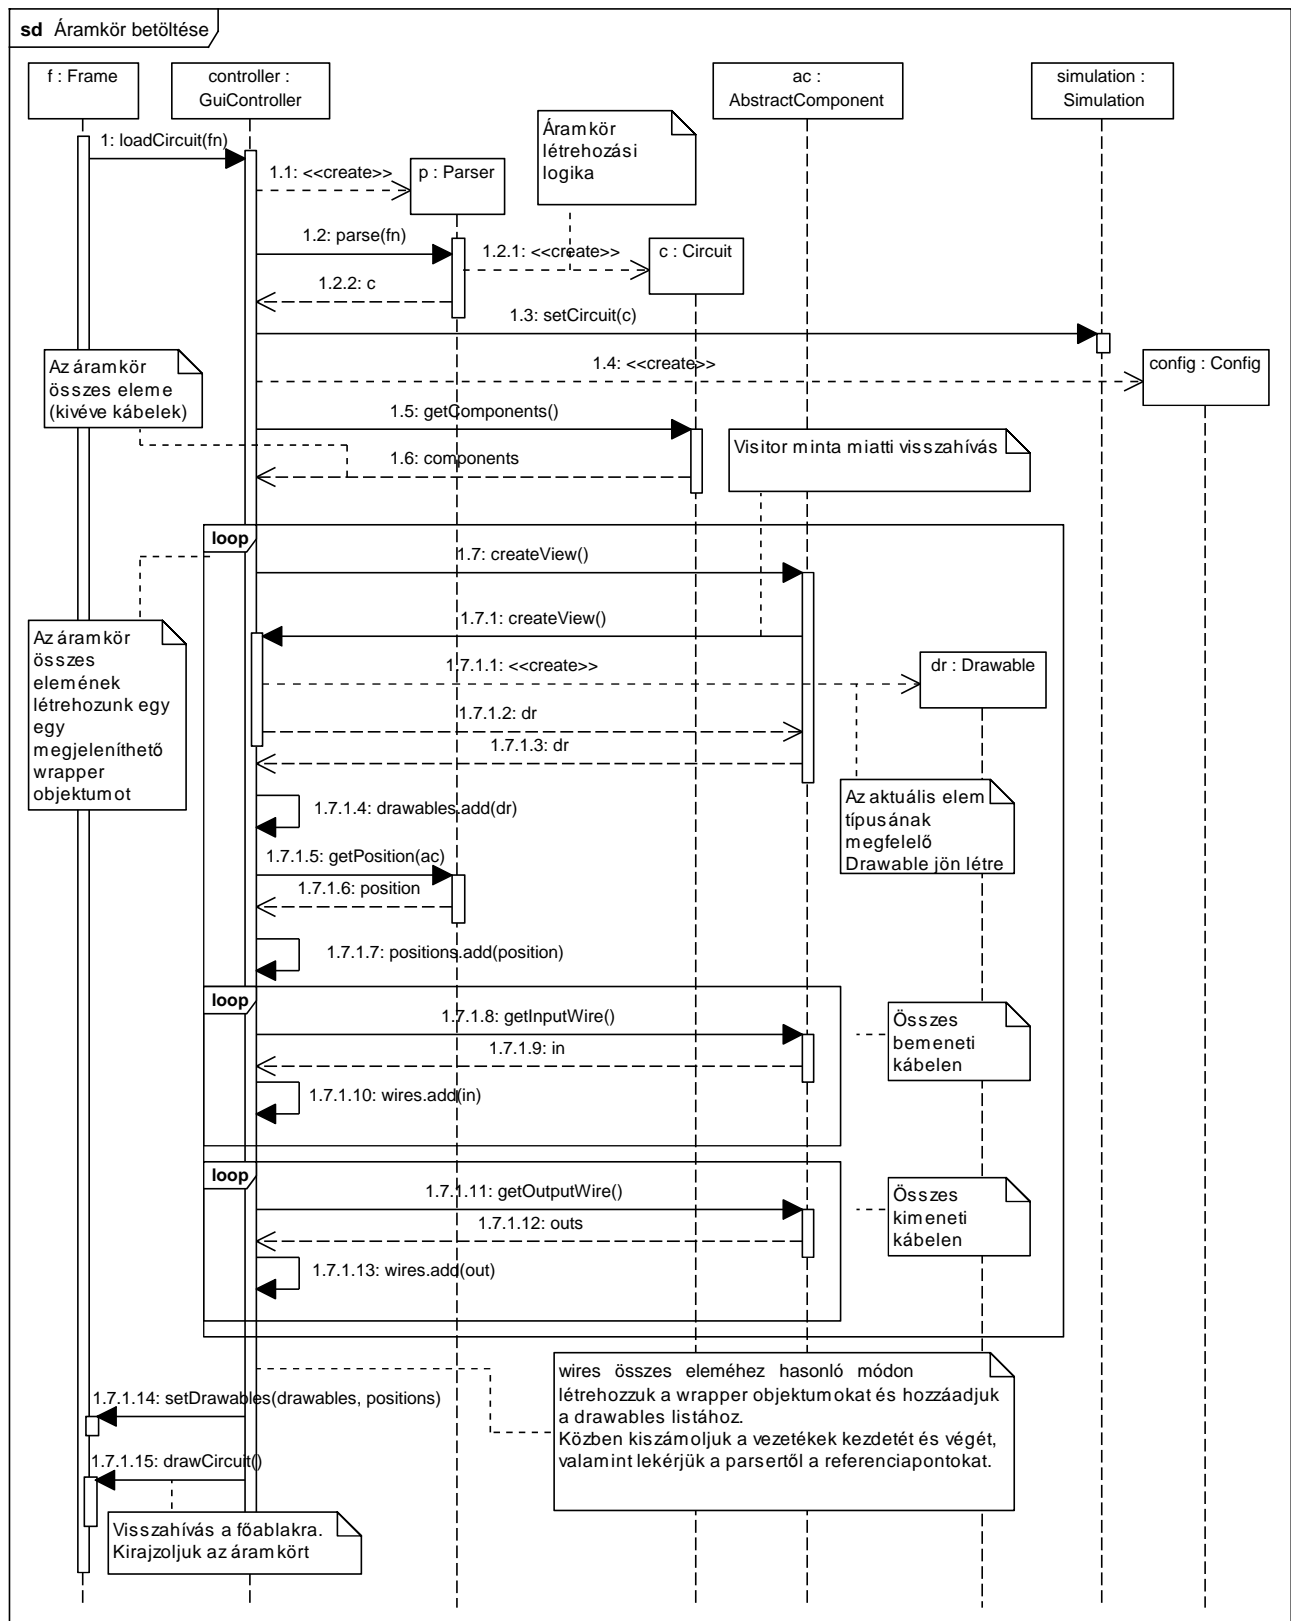 sd Áramkör betöltése
f : Frame
controller :
GuiController
ac :
AbstractComponent
simulation :
Simulation
1: loadCircuit(fn)
Áramkör
létrehozási
logika
1.1: <<create>>
p : Parser
1.2: parse(fn)
1.2.1: <<create>>
c : Circuit
1.2.2: c
1.3: setCircuit(c)
Az áramkör
összes eleme
(kivéve kábelek)
1.4: <<create>>
config : Config
1.5: getComponents()
Visitor minta miatti visszahívás
1.6: components
loop
1.7: createView()
1.7.1: createView()
Az áramkör
összes
elemének
létrehozunk egy
egy
megjeleníthető
wrapper
objektumot
1.7.1.1: <<create>>
dr : Drawable
1.7.1.2: dr
1.7.1.3: dr
Az aktuális elem
típusának
megfelelő
Drawable jön létre
1.7.1.4: drawables.add(dr)
1.7.1.5: getPosition(ac)
1.7.1.6: position
1.7.1.7: positions.add(position)
loop
1.7.1.8: getInputWire()
Összes
bemeneti
kábelen
1.7.1.9: in
1.7.1.10: wires.add(in)
loop
1.7.1.11: getOutputWire()
Összes
kimeneti
kábelen
1.7.1.12: outs
1.7.1.13: wires.add(out)
wires összes eleméhez hasonló módon
létrehozzuk a wrapper objektumokat és hozzáadjuk
a drawables listához.
Közben kiszámoljuk a vezetékek kezdetét és végét,
valamint lekérjük a parsertől a referenciapontokat.
1.7.1.14: setDrawables(drawables, positions)
1.7.1.15: drawCircuit()
Visszahívás a főablakra.
Kirajzoljuk az áramkört